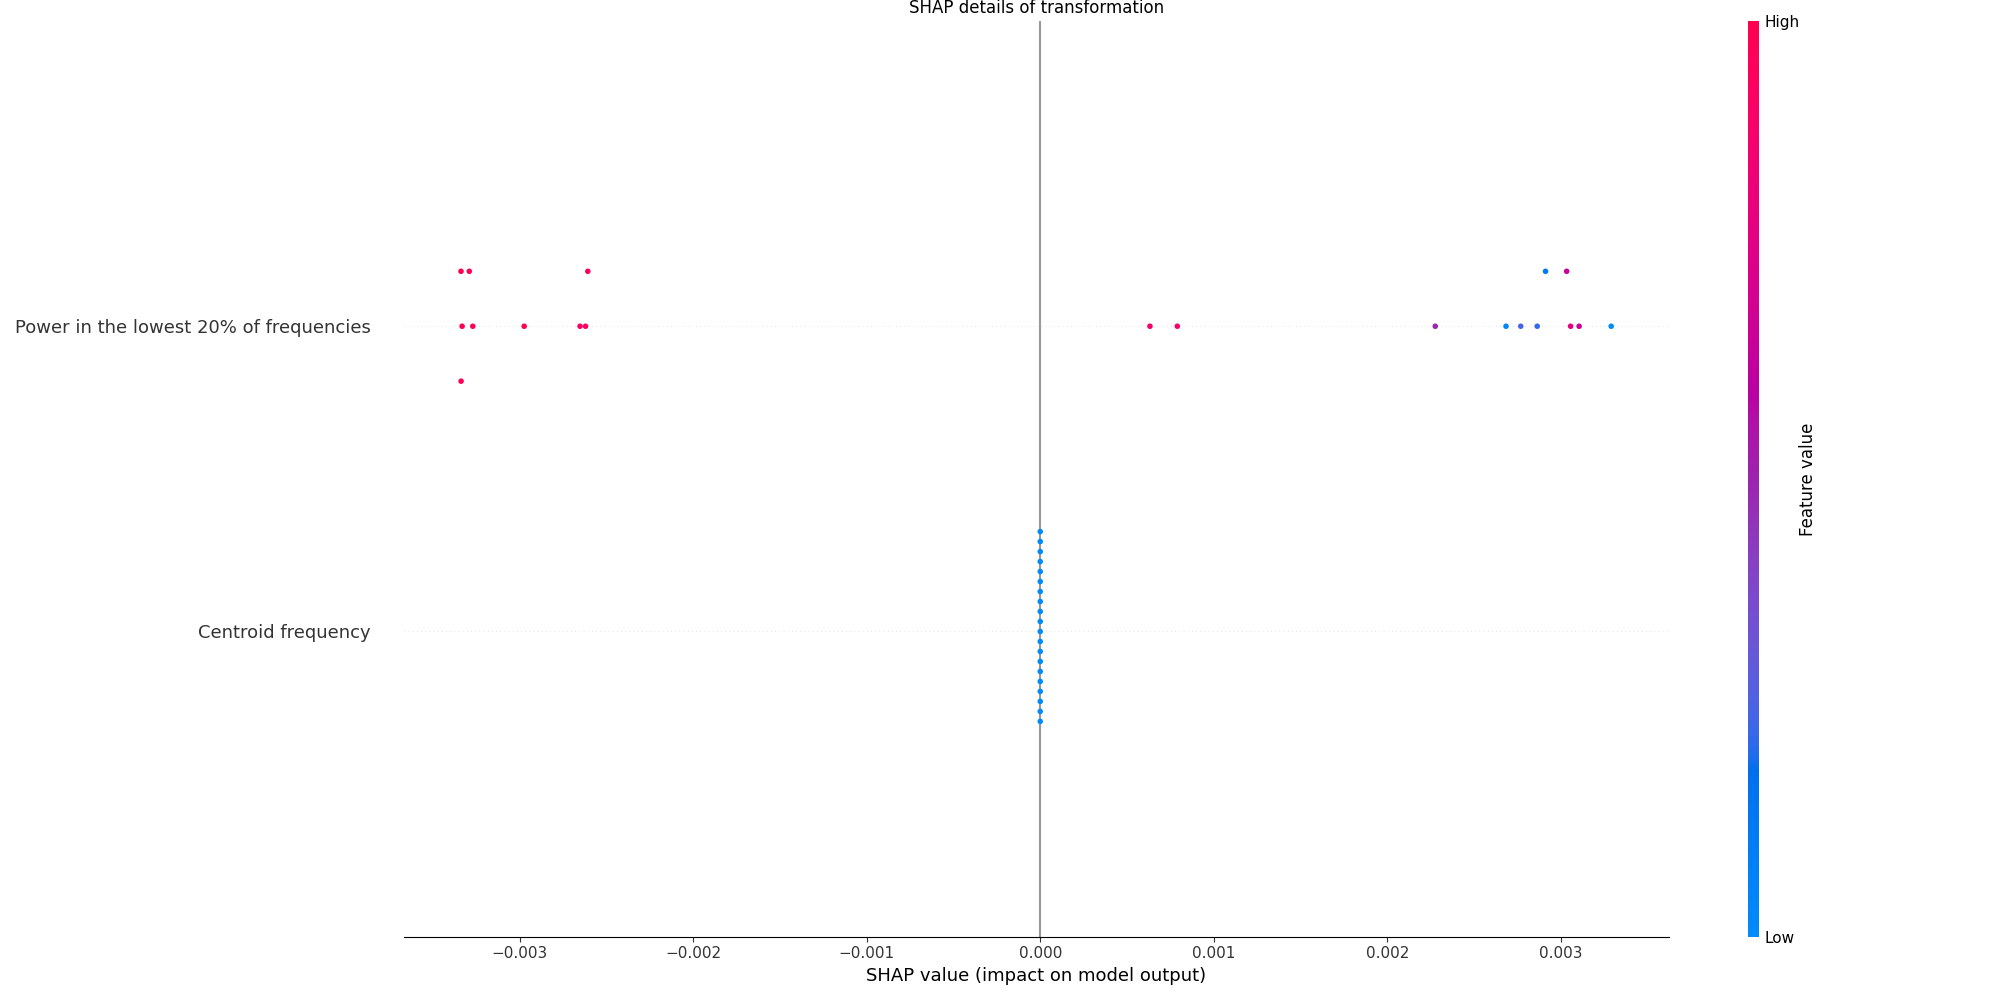 SHAP details of transformation
High
Power in the lowest 20% of frequencies
Feature value
Centroid frequency
Low
−0.003
−0.002
−0.001
0.000
0.001
0.002
0.003
SHAP value (impact on model output)